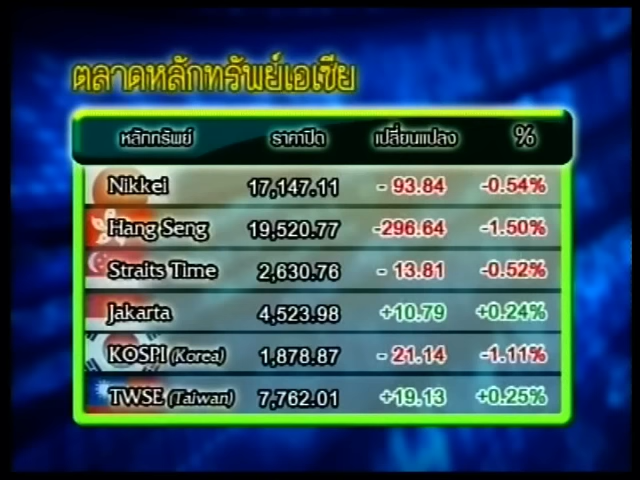 ตลาดหลักทรัพย์เอเซีย
หลักทรัพย์ ราคาปิด เปลี่ยนแปลง %
Nikkei 17,147.11 - 93.84 -0.54%
Hang Seng 19,520.77 -296.64 -1.50%
Straits Time 2,630.76 - 13.81 -0.52%
Jakarta 4,523.98 +10.79 +0.24%
KOSPI (Korea) 1,878.87 - 21.14 -1.11%
TWSE (Taiwan) 7,762.01 +19.13 +0.25%